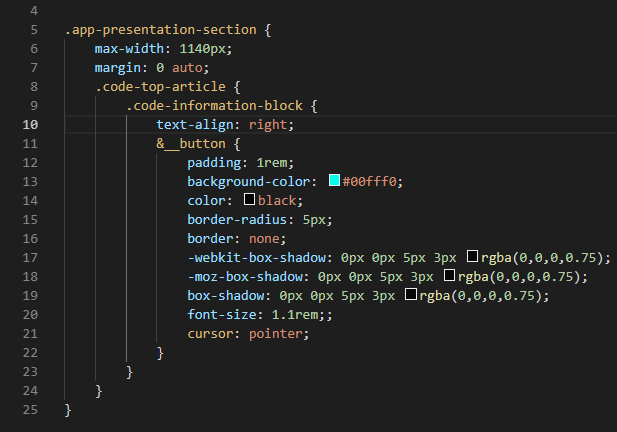 4
5 .app-presentation-section {
6 max-width: 1140px;
7 margin: 0 auto;
8 .code-top-article {
9 .code-information-block {
10 text-align: right;
11 &__button {
12 padding: 1rem;
13 background-color: #00fff0;
14 color: black;
15 border-radius: 5px;
16 border: none;
17 -webkit-box-shadow: 0px 0px 5px 3px rgba(0,0,0,0.75);
18 -moz-box-shadow: 0px 0px 5px 3px rgba(0,0,0,0.75);
19 box-shadow: 0px 0px 5px 3px rgba(0,0,0,0.75);
20 font-size: 1.1rem;;
21 cursor: pointer;
22 }
23 }
24 }
25 }